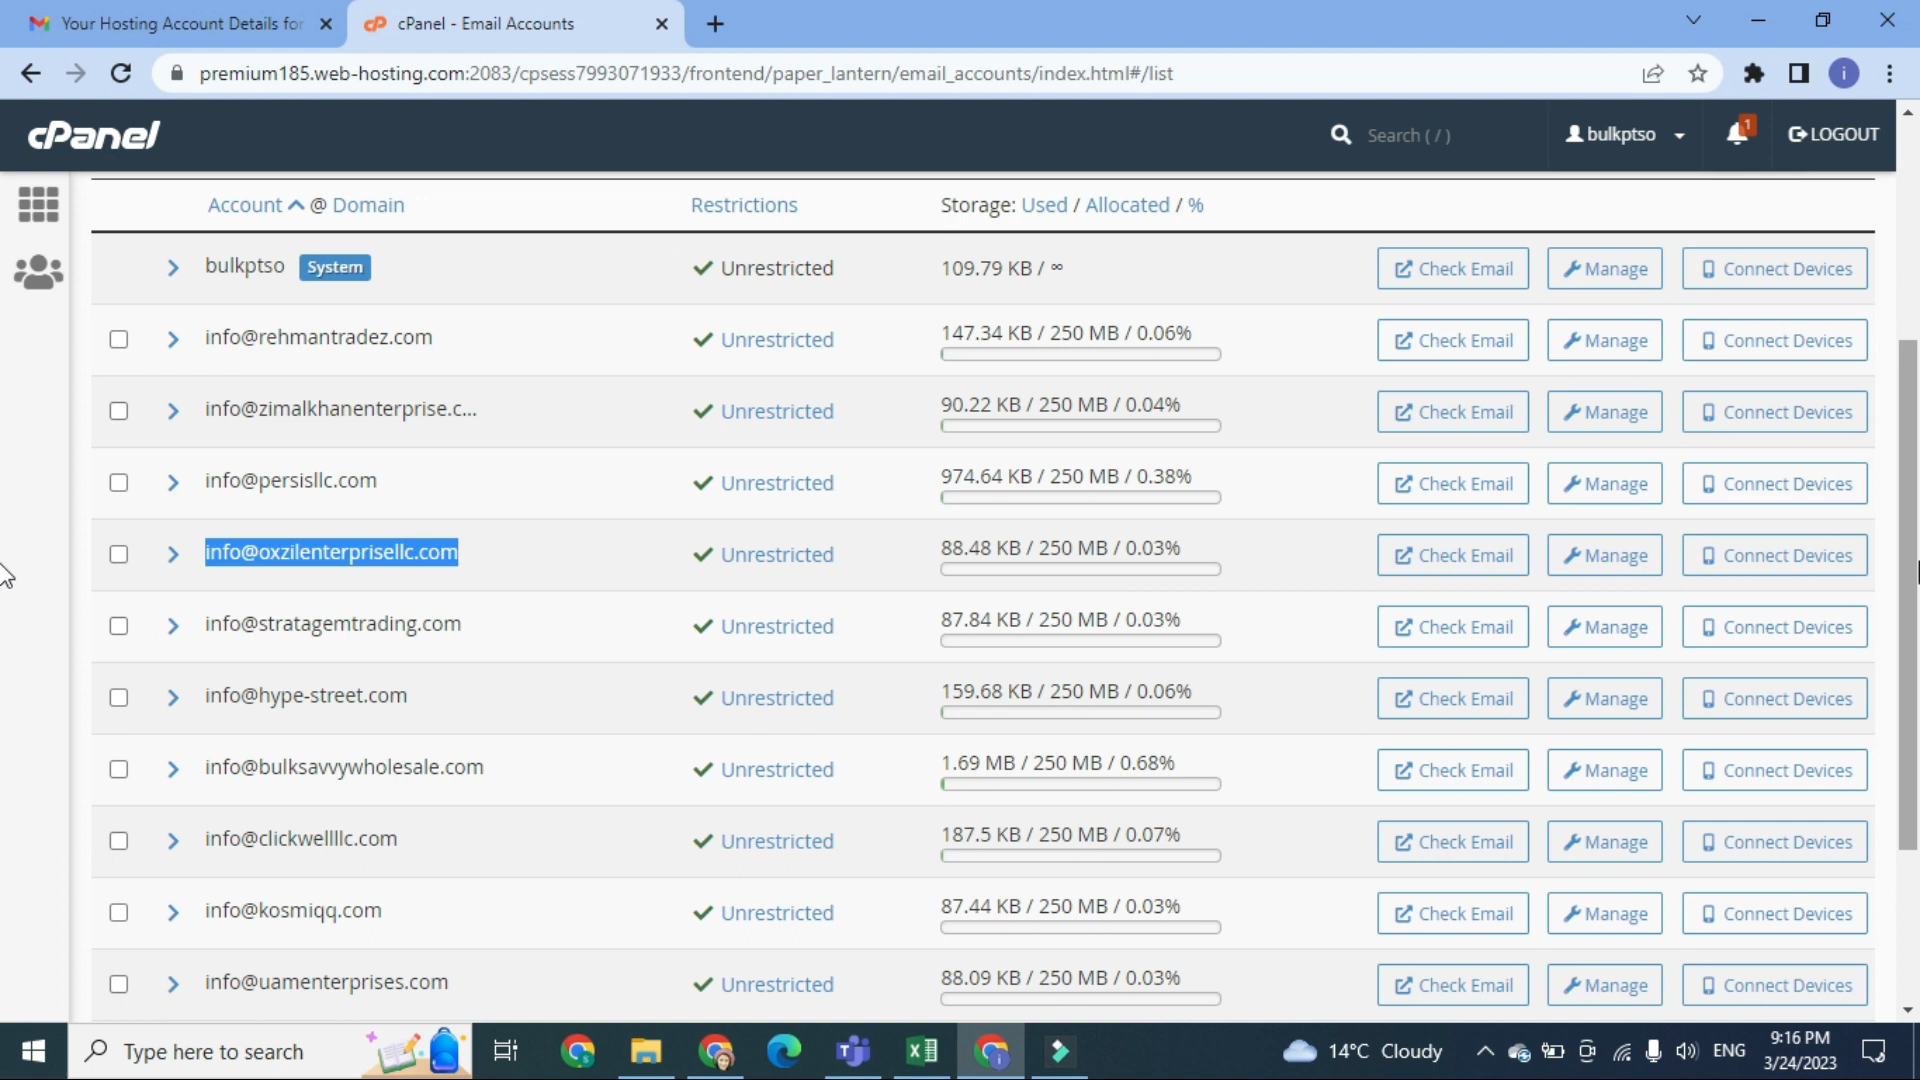 Your Hosting Account Details for
cPanel - Email Accounts
premium185.web-hosting.com:2083/cpsess7993071933/frontend/paper_lantern/email_accounts/index.html#/list
i
cPanel
Search ( / )
bulkptso
1
LOGOUT
Account @ Domain Restrictions Storage: Used / Allocated / %
bulkptso System Unrestricted 109.79 KB / ∞ Check Email Manage Connect Devices
info@rehmantradez.com Unrestricted 147.34 KB / 250 MB / 0.06% Check Email Manage Connect Devices
info@zimalkhanenterprise.c... Unrestricted 90.22 KB / 250 MB / 0.04% Check Email Manage Connect Devices
info@persisllc.com Unrestricted 974.64 KB / 250 MB / 0.38% Check Email Manage Connect Devices
info@oxzilenterprisellc.com Unrestricted 88.48 KB / 250 MB / 0.03% Check Email Manage Connect Devices
info@stratagemtrading.com Unrestricted 87.84 KB / 250 MB / 0.03% Check Email Manage Connect Devices
info@hype-street.com Unrestricted 159.68 KB / 250 MB / 0.06% Check Email Manage Connect Devices
info@bulksavvywholesale.com Unrestricted 1.69 MB / 250 MB / 0.68% Check Email Manage Connect Devices
info@clickwellllc.com Unrestricted 187.5 KB / 250 MB / 0.07% Check Email Manage Connect Devices
info@kosmiqq.com Unrestricted 87.44 KB / 250 MB / 0.03% Check Email Manage Connect Devices
info@uamenterprises.com Unrestricted 88.09 KB / 250 MB / 0.03% Check Email Manage Connect Devices
Type here to search
14°C Cloudy
ENG
9:16 PM
3/24/2023